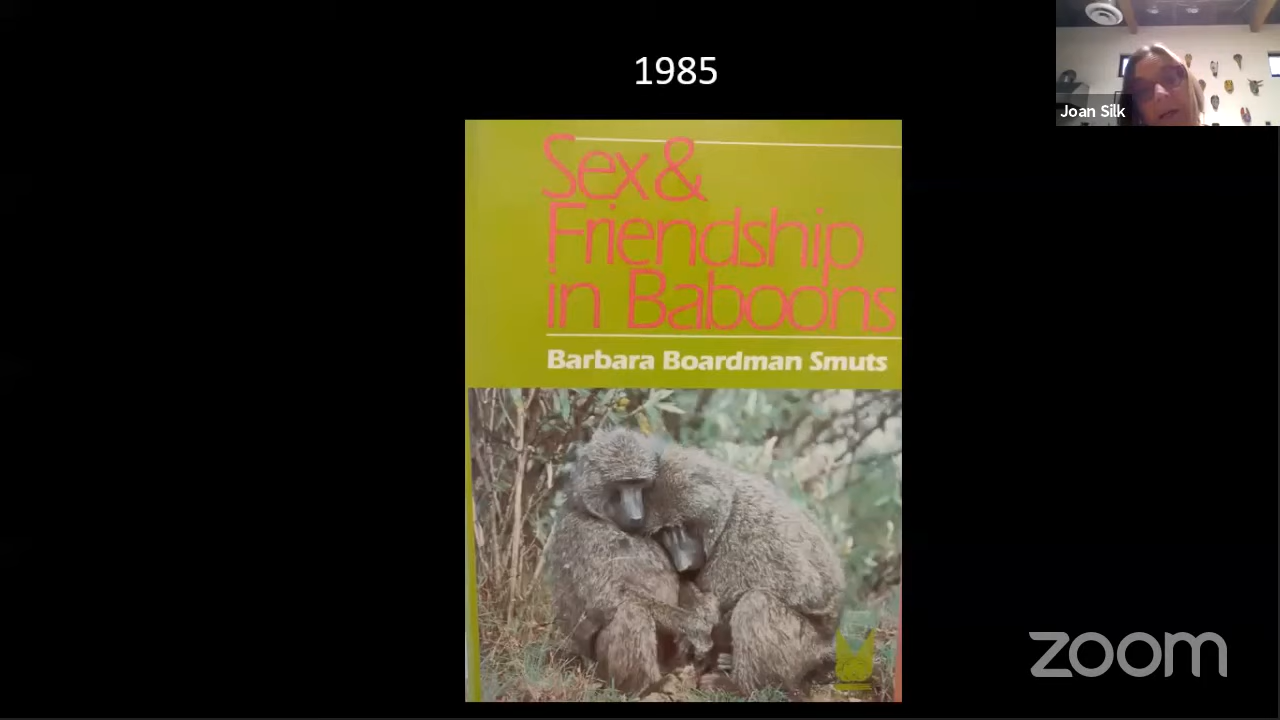 1985
Joan Silk
Sex &
Friendship
in Baboons
Barbara Boardman Smuts
zoom